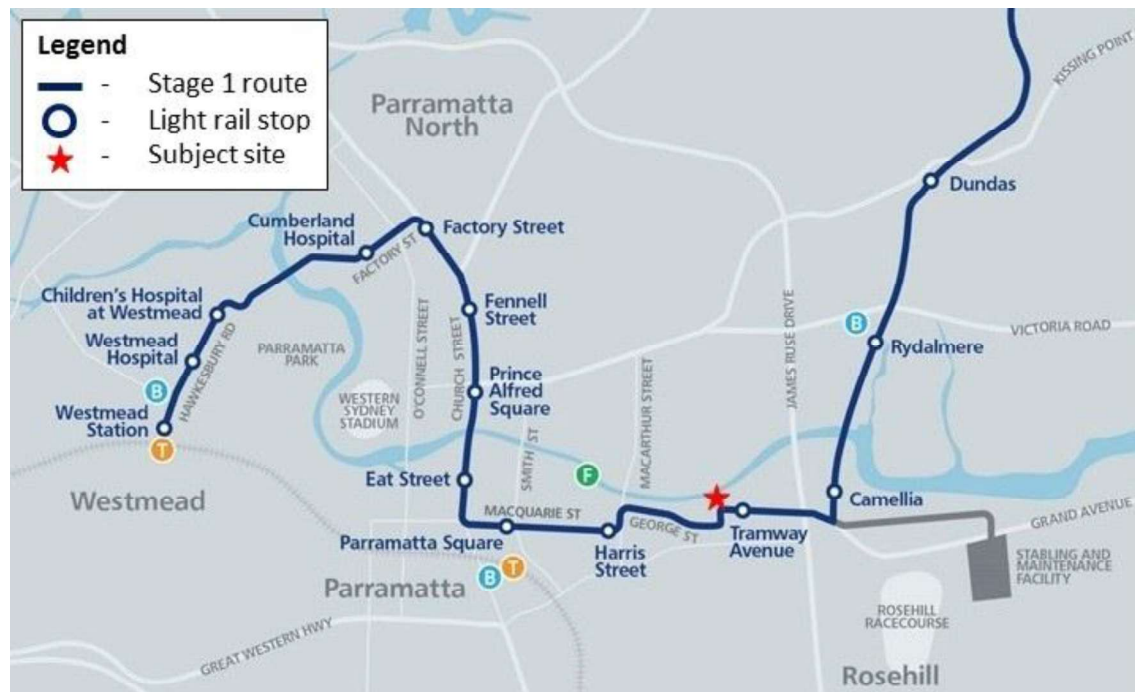 Legend
- Stage 1 route
- Light rail stop
- Subject site
KISSING POINT
Parramatta
North
Dundas
Cumberland
Hospital
Factory Street
FACTORY ST
Children's Hospital
at Westmead
Fennell
Street
O'CONNELL STREET
CHURCH STREET
JAMES RUSE DRIVE
B
VICTORIA ROAD
Rydalmere
Westmead
Hospital
HAWKESBURY RD
PARRAMATTA
PARK
Prince
Alfred
Square
MACARTHUR STREET
B
Westmead
Station
T
WESTERN
SYDNEY
STADIUM
SMITH ST
Westmead
Eat Street
F
Camellia
MACQUARIE ST
GEORGE ST
Tramway
Avenue
GRAND AVENUE
Parramatta Square
Harris
Street
STABLING AND
MAINTENANCE
FACILITY
B
T
Parramatta
ROSEHILL
RACECOURSE
GREAT WESTERN HWY
Rosehill